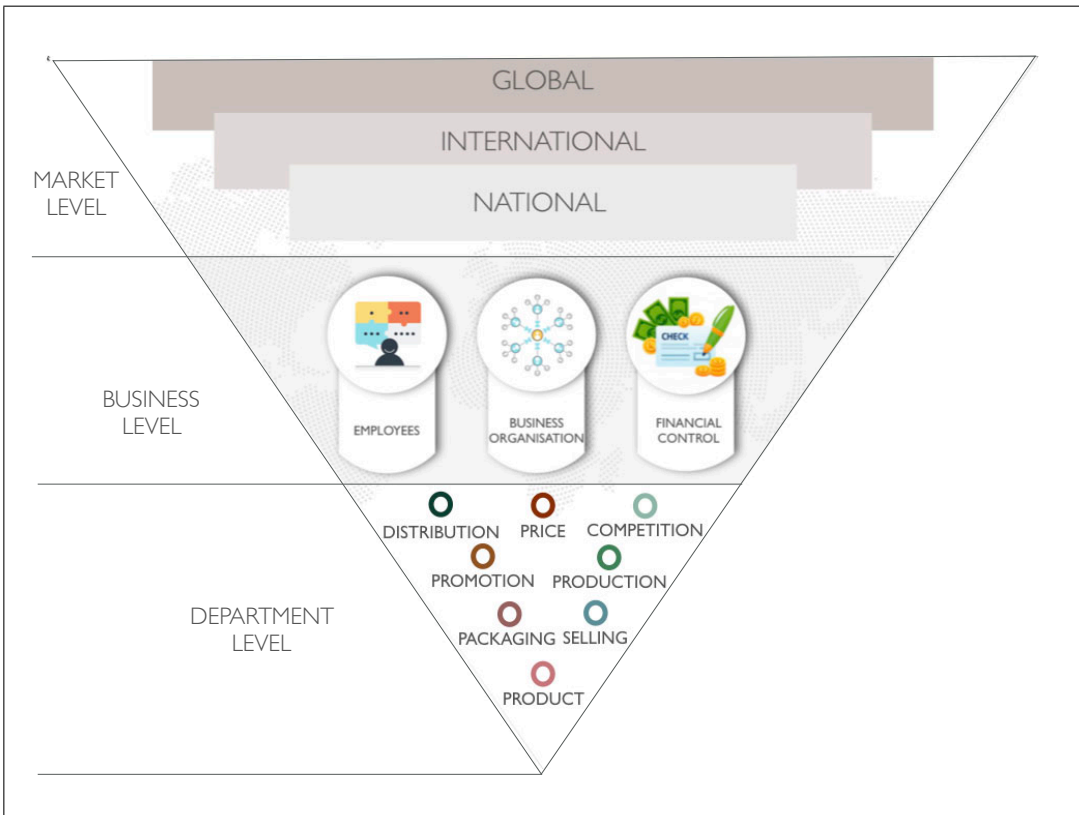 GLOBAL
INTERNATIONAL
NATIONAL
MARKET
LEVEL
CHECK
EMPLOYEES
BUSINESS
ORGANISATION
FINANCIAL
CONTROL
BUSINESS
LEVEL
DISTRIBUTION PRICE COMPETITION
PROMOTION PRODUCTION
PACKAGING SELLING
PRODUCT
DEPARTMENT
LEVEL